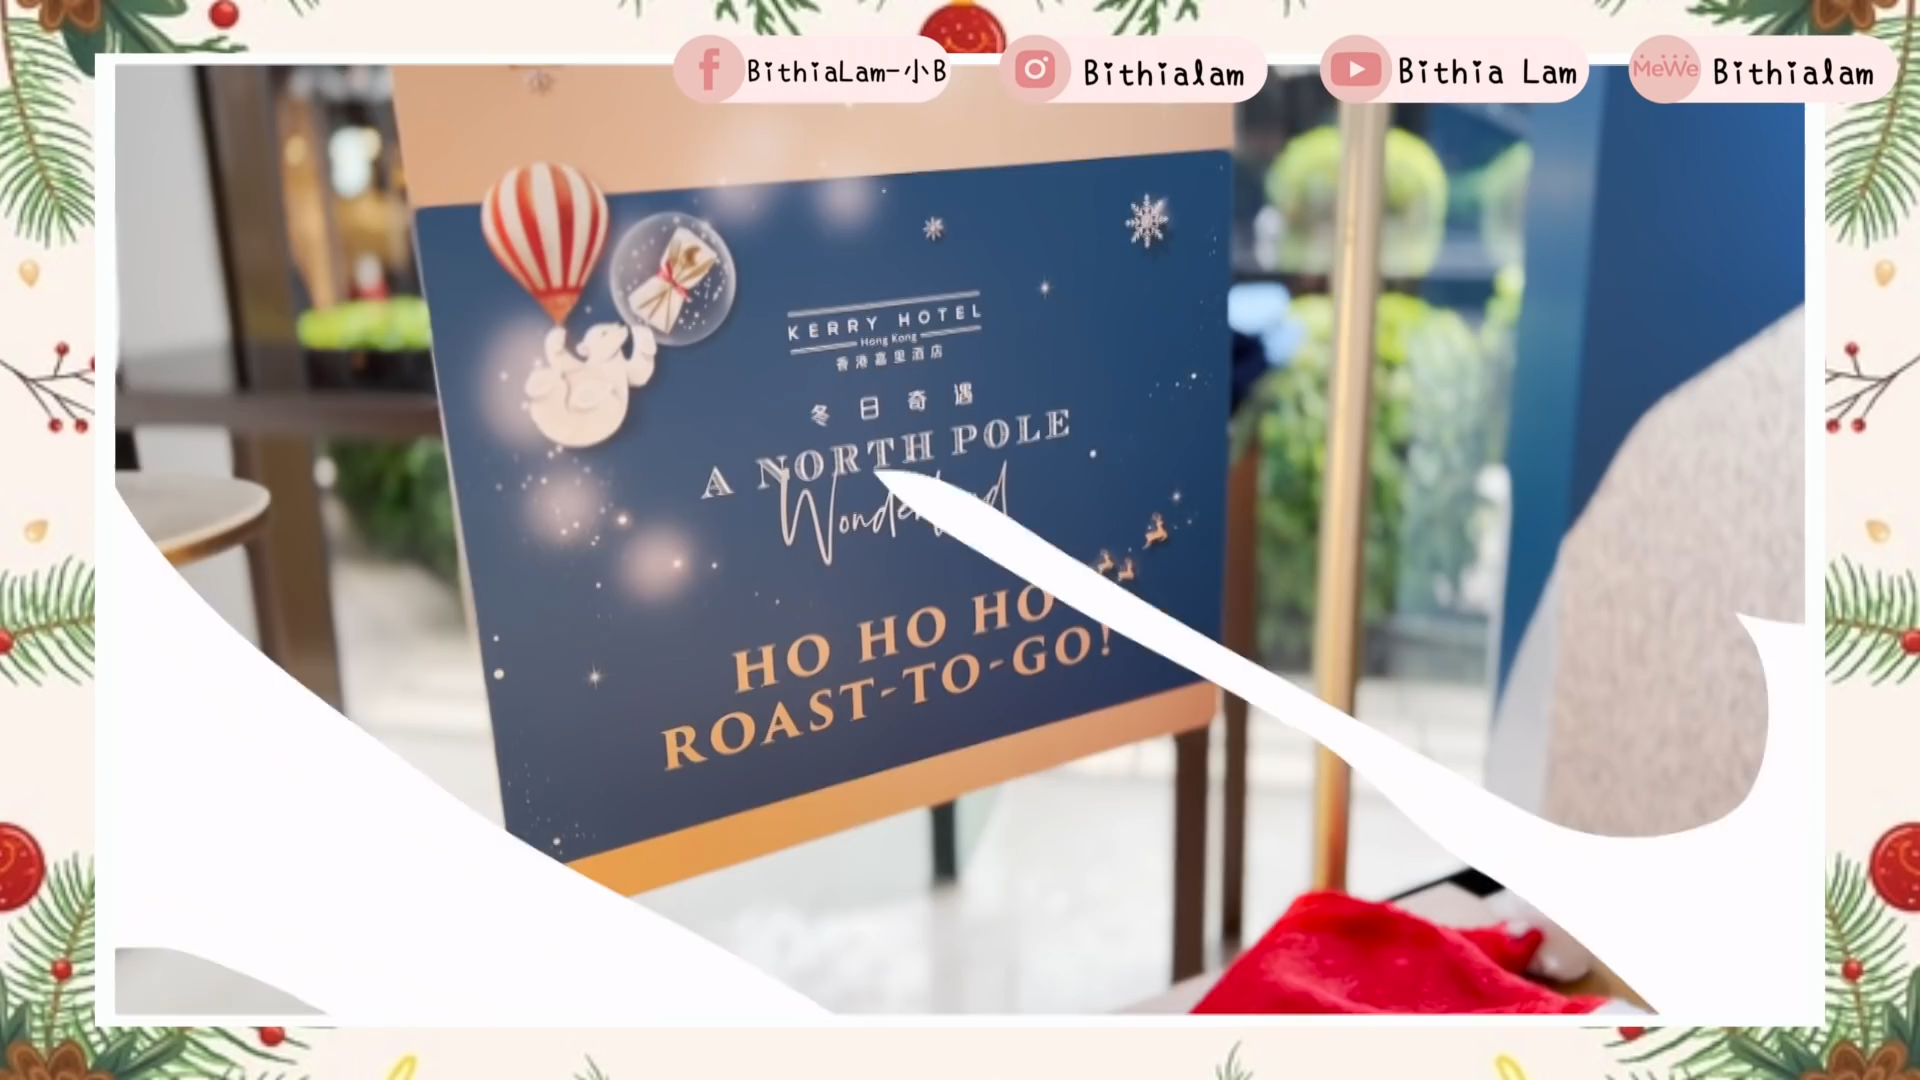 BithiaLam-小B
Bithialam
Bithia Lam
MeWe
Bithialam
KERRY HOTEL
Hong Kong
香港嘉里酒店
冬日奇遇
A NORTH POLE
Wonderland
HO HO HO
ROAST-TO-GO!